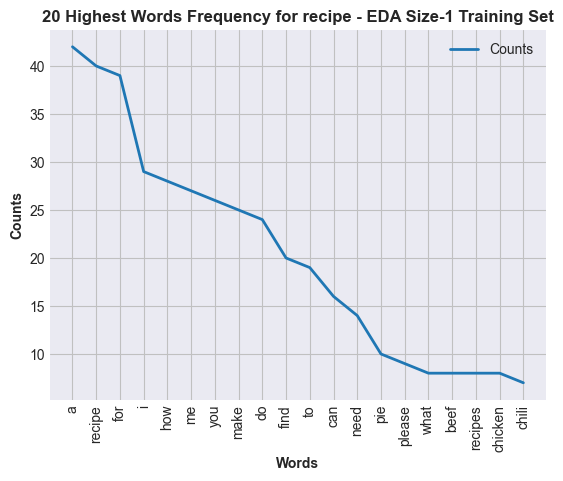 20 Highest Words Frequency for recipe - EDA Size-1 Training Set
Counts
40
35
30
25
20
15
10
Counts
a
recipe
for
i
how
me
you
make
do
find
to
can
need
pie
please
what
beef
recipes
chicken
chili
Words